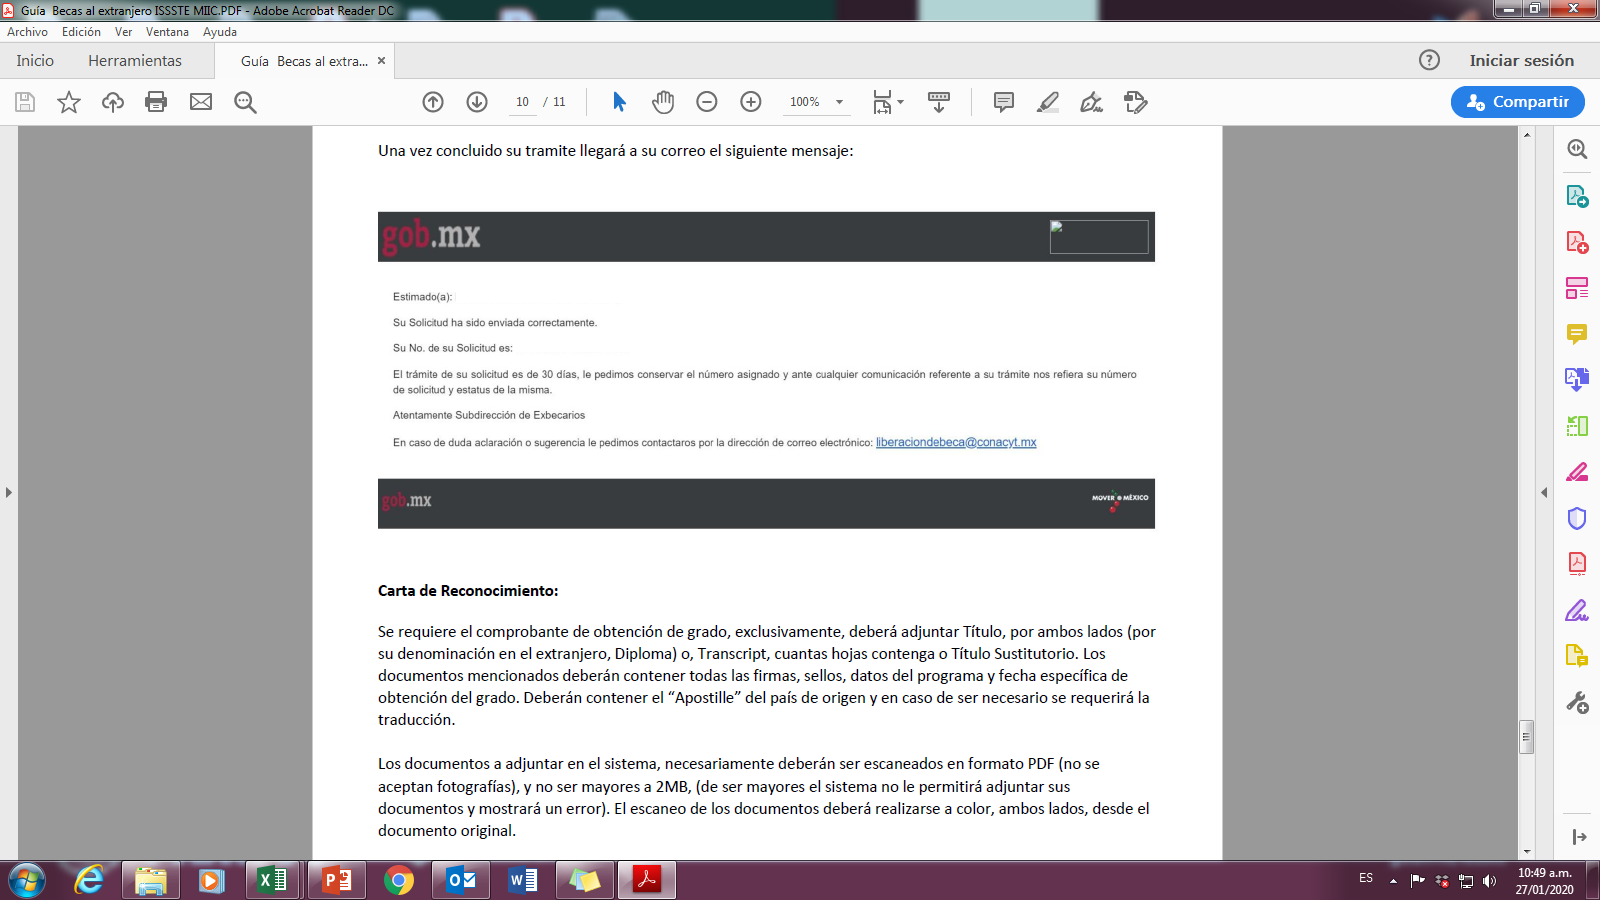 Guía  Becas al extranjero ISSSTE MIIC.PDF - Adobe Acrobat Reader DC
Archivo Edición Ver Ventana Ayuda
Inicio Herramientas Guía  Becas al extra... Iniciar sesión
10 / 11 100% Compartir
Una vez concluido su tramite llegará a su correo el siguiente mensaje:
gob.mx
Estimado(a):
Su Solicitud ha sido enviada correctamente.
Su No. de su Solicitud es:
El trámite de su solicitud es de 30 días, le pedimos conservar el número asignado y ante cualquier comunicación referente a su trámite nos refiera su número
de solicitud y estatus de la misma.
Atentamente Subdirección de Exbecarios
En caso de duda aclaración o sugerencia le pedimos contactaros por la dirección de correo electrónico: liberaciondebeca@conacyt.mx
gob.mx MOVER A MÉXICO
Carta de Reconocimiento:
Se requiere el comprobante de obtención de grado, exclusivamente, deberá adjuntar Título, por ambos lados (por
su denominación en el extranjero, Diploma) o, Transcript, cuantas hojas contenga o Título Sustitutorio. Los
documentos mencionados deberán contener todas las firmas, sellos, datos del programa y fecha específica de
obtención del grado. Deberán contener el “Apostille” del país de origen y en caso de ser necesario se requerirá la
traducción.
Los documentos a adjuntar en el sistema, necesariamente deberán ser escaneados en formato PDF (no se
aceptan fotografías), y no ser mayores a 2MB, (de ser mayores el sistema no le permitirá adjuntar sus
documentos y mostrará un error). El escaneo de los documentos deberá realizarse a color, ambos lados, desde el
documento original.
ES 10:49 a.m.
27/01/2020